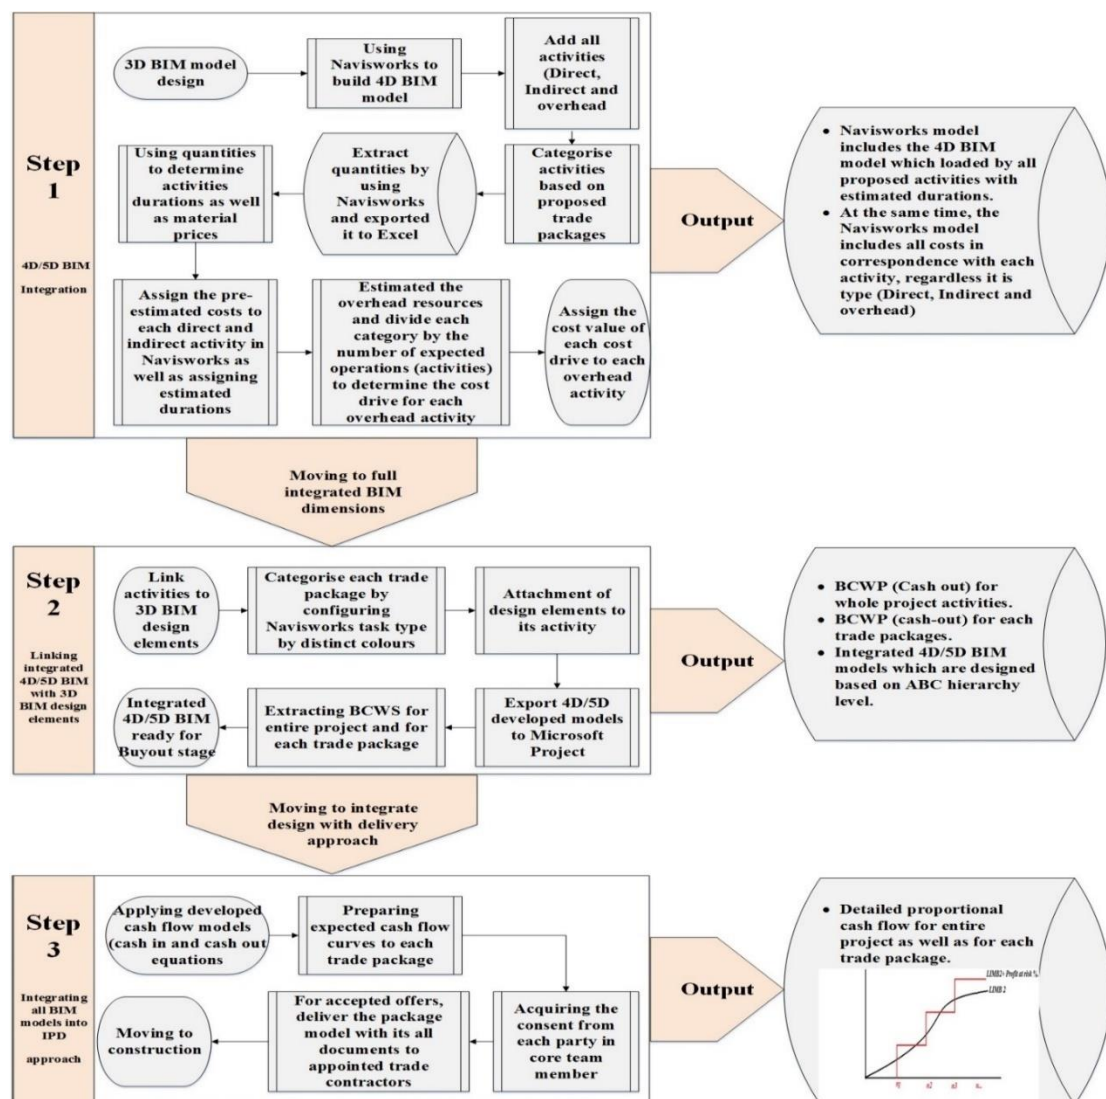 Step
1
4D/5D BIM
Integration
3D BIM model
design
Using
Navisworks to
build 4D BIM
model
Add all
activities
(Direct,
Indirect and
overhead
Categorise
activities
based on
proposed
trade
packages
Extract
quantities by
using
Navisworks
and exported
it to Excel
Using quantities
to determine
activities
durations as well
as material
prices
Assign the pre-
estimated costs to
each direct and
indirect activity in
Navisworks as
well as assigning
estimated
durations
Estimated the
overhead resources
and divide each
category by the
number of expected
operations (activities)
to determine the cost
drive for each
overhead activity
Assign the
cost value of
each cost
drive to each
overhead
activity
Output
• Navisworks model
includes the 4D BIM
model which loaded by all
proposed activities with
estimated durations.
• At the same time, the
Navisworks model
includes all costs in
correspondence with each
activity, regardless it is
type (Direct, Indirect and
overhead)
Moving to full
integrated BIM
dimensions
Step
2
Linking
integrated
4D/5D BIM
with 3D
BIM design
elements
Link
activities to
3D BIM
design
elements
Categorise each trade
package by
configuring
Navisworks task type
by distinct colours
Attachment of
design elements to
its activity
Export 4D/5D
developed models
to Microsoft
Project
Extracting BCWS for
entire project and for
each trade package
Integrated
4D/5D BIM
ready for
Buyout stage
Output
• BCWP (Cash out) for
whole project activities.
• BCWP (cash-out) for each
trade packages.
• Integrated 4D/5D BIM
models which are designed
based on ABC hierarchy
level.
Moving to integrate
design with delivery
approach
Step
3
Integrating
all BIM
models into
IPD
approach
Applying developed
cash flow models
(cash in and cash out
equations
Preparing
expected cash flow
curves to each
trade package
Acquiring the
consent from
each party in
core team
member
For accepted offers,
deliver the package
model with its all
documents to
appointed trade
contractors
Moving to
construction
Output
• Detailed proportional
cash flow for entire
project as well as for each
trade package.
LIMB2+ Profit at risk %
LIMB 2
n2 n3